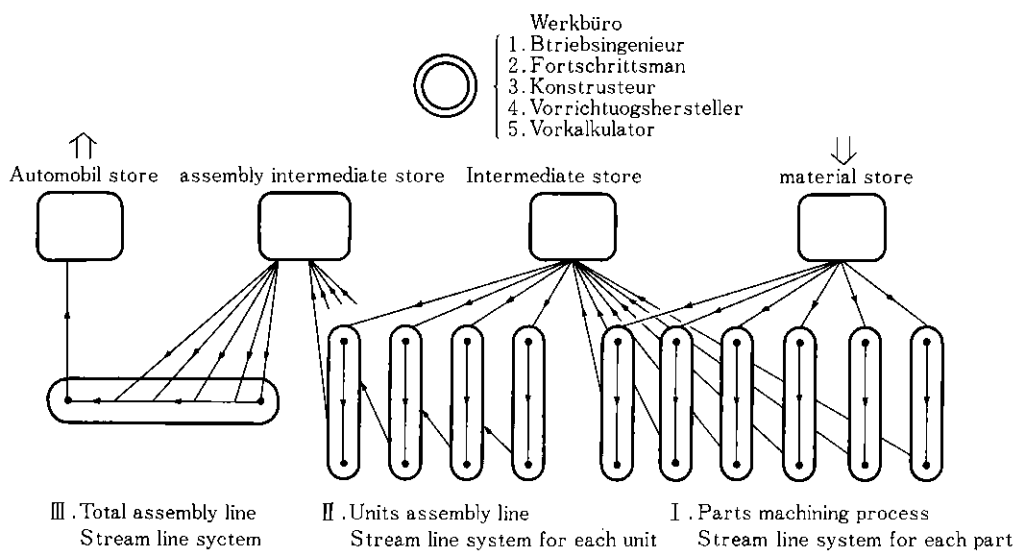 Werkbüro
1. Btriebsingenieur
2. Fortschrittsman
3. Konstrusteur
4. Vorrichtuogshersteller
5. Vorkalkulator
Automobil store
assembly intermediate store
Intermediate store
material store
Ⅲ. Total assembly line
Stream line syctem
Ⅱ. Units assembly line
Stream line system for each unit
Ⅰ. Parts machining process
Stream line system for each part